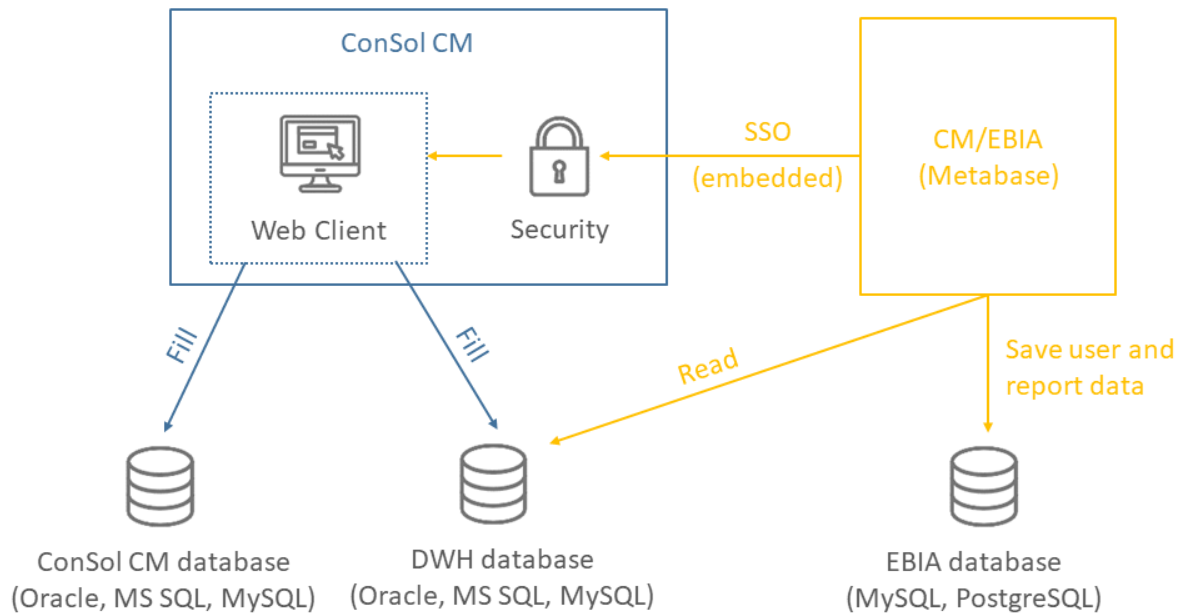 ConSol CM
SSO
(embedded)
CM/EBIA
(Metabase)
Web Client
Security
Fill
Fill
Read
Save user and
report data
ConSol CM database
(Oracle, MS SQL, MySQL)
DWH database
(Oracle, MS SQL, MySQL)
EBIA database
(MySQL, PostgreSQL)